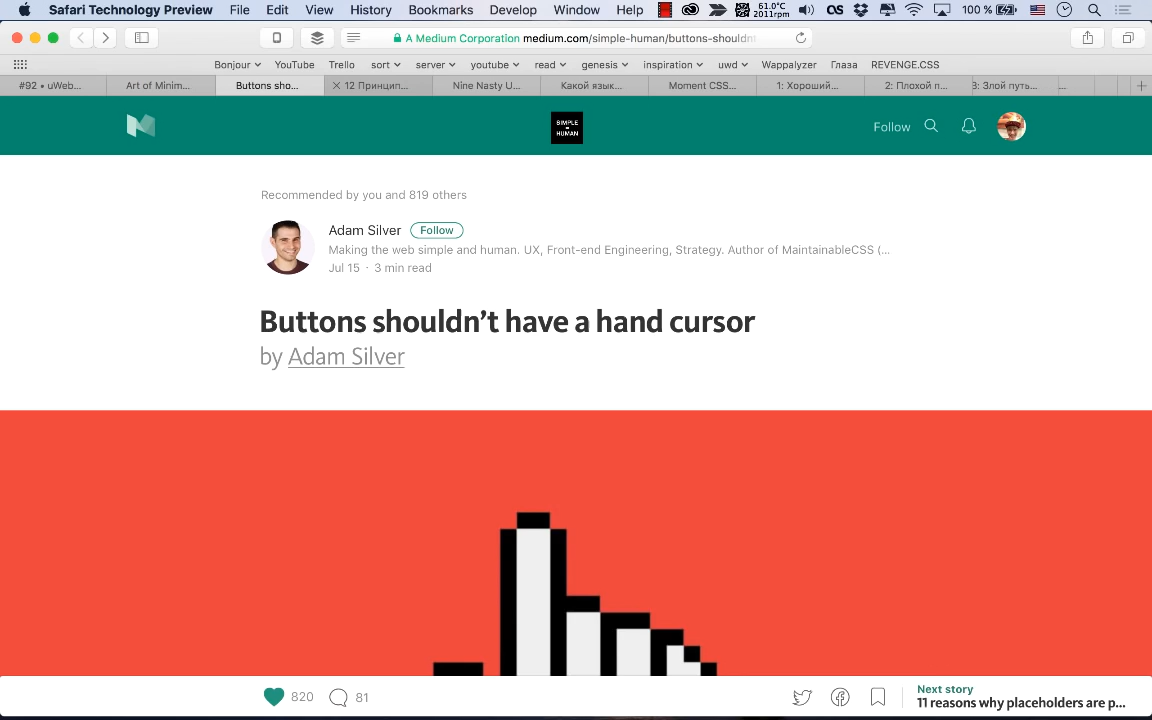 Safari Technology Preview File Edit View History Bookmarks Develop Window Help 61.0°C 2011rpm 100 %
A Medium Corporation medium.com/simple-human/buttons-shouldn
Bonjour YouTube Trello sort server youtube read genesis inspiration uwd Wappalyzer Глаза REVENGE.CSS
#92 • uWeb... Art of Minim... Buttons sho... 12 Принцип... Nine Nasty U... Какой язык... Moment CSS... 1: Хороший... 2: Плохой п... 3: Злой путь... ...
SIMPLE = HUMAN
Follow
Recommended by you and 819 others
Adam Silver Follow
Making the web simple and human. UX, Front-end Engineering, Strategy. Author of MaintainableCSS (...
Jul 15 · 3 min read
Buttons shouldn’t have a hand cursor
by Adam Silver
820 81
Next story
11 reasons why placeholders are p...